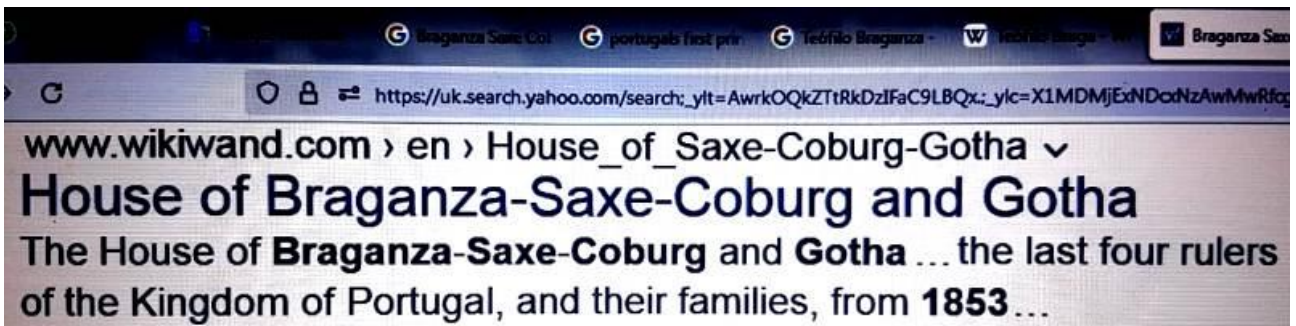 Braganza Saxe Cob
portugals first prin
Teófilo Braganza -
Braganza Sax
https://uk.search.yahoo.com/search;_ylt=AwrkOQkZTtRkDzIFaC9LBQx.;_ylc=X1MDMjExNDcxNzAwMwRfcg
www.wikiwand.com › en › House_of_Saxe-Coburg-Gotha
House of Braganza-Saxe-Coburg and Gotha
The House of Braganza-Saxe-Coburg and Gotha ... the last four rulers
of the Kingdom of Portugal, and their families, from 1853...